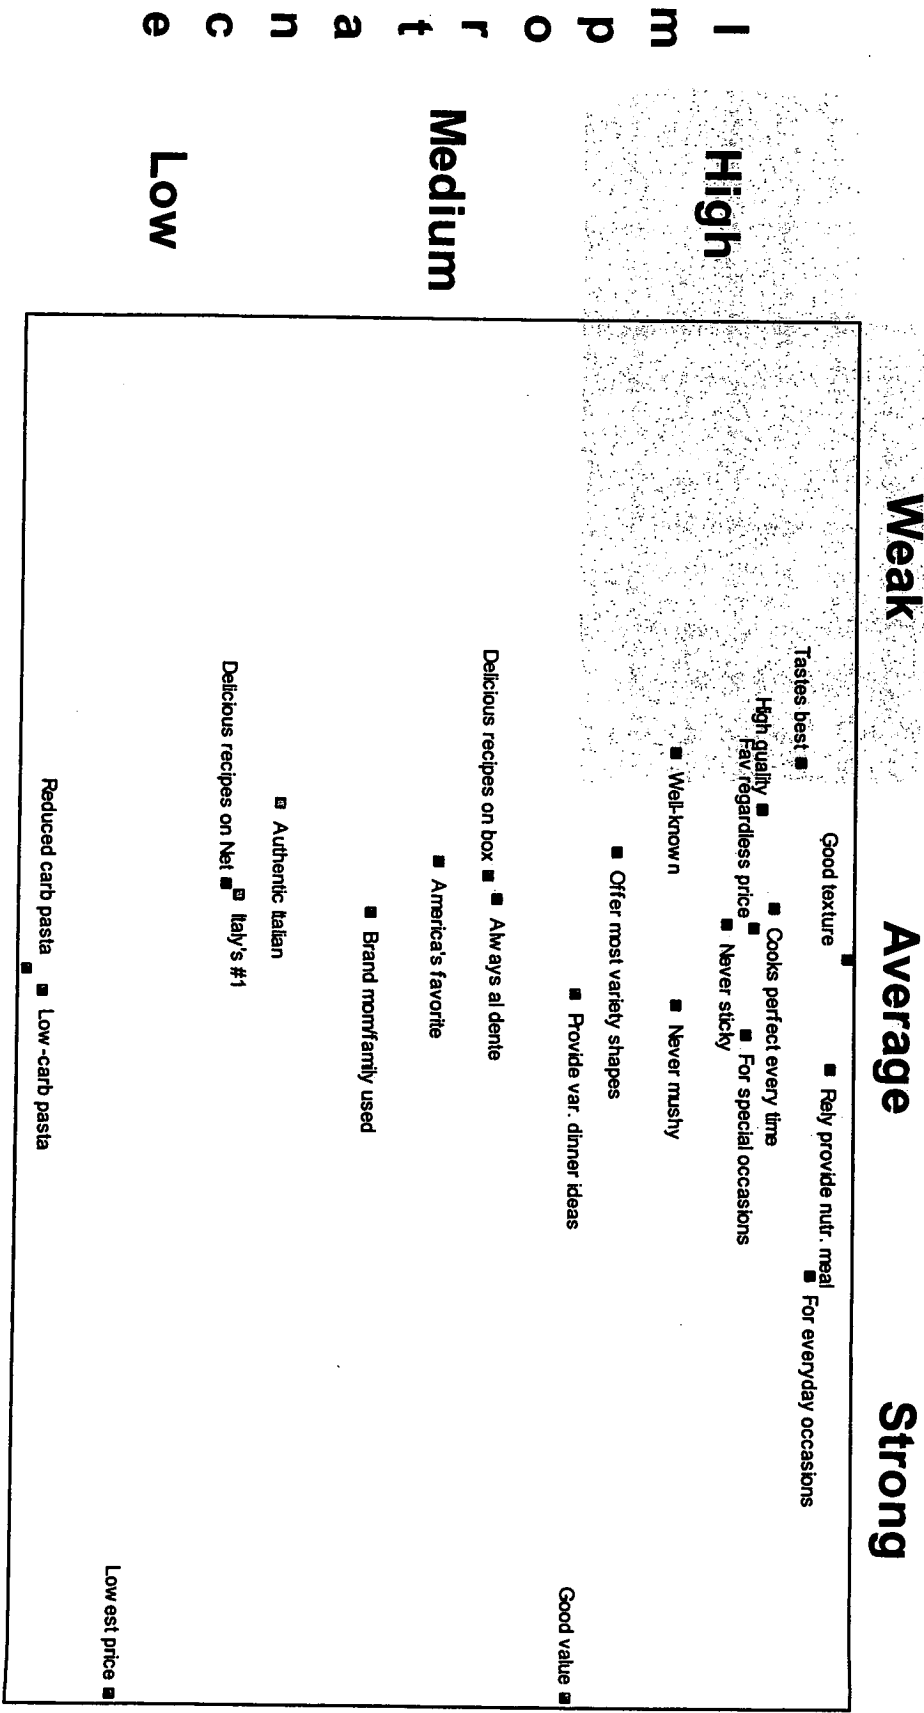 Weak
Average
Strong
Importance
High
Medium
Low
Good texture
Rely provide nutr. meal
For everyday occasions
Tastes best
Cooks perfect every time
High quality
Fav regardless price
For special occasions
Never sticky
Well-known
Never mushy
Offer most variety shapes
Provide var. dinner ideas
Good value
Always al dente
Delicious recipes on box
America's favorite
Brand mom/family used
Authentic Italian
Italy's #1
Delicious recipes on Net
Lowest price
Low-carb pasta
Reduced carb pasta